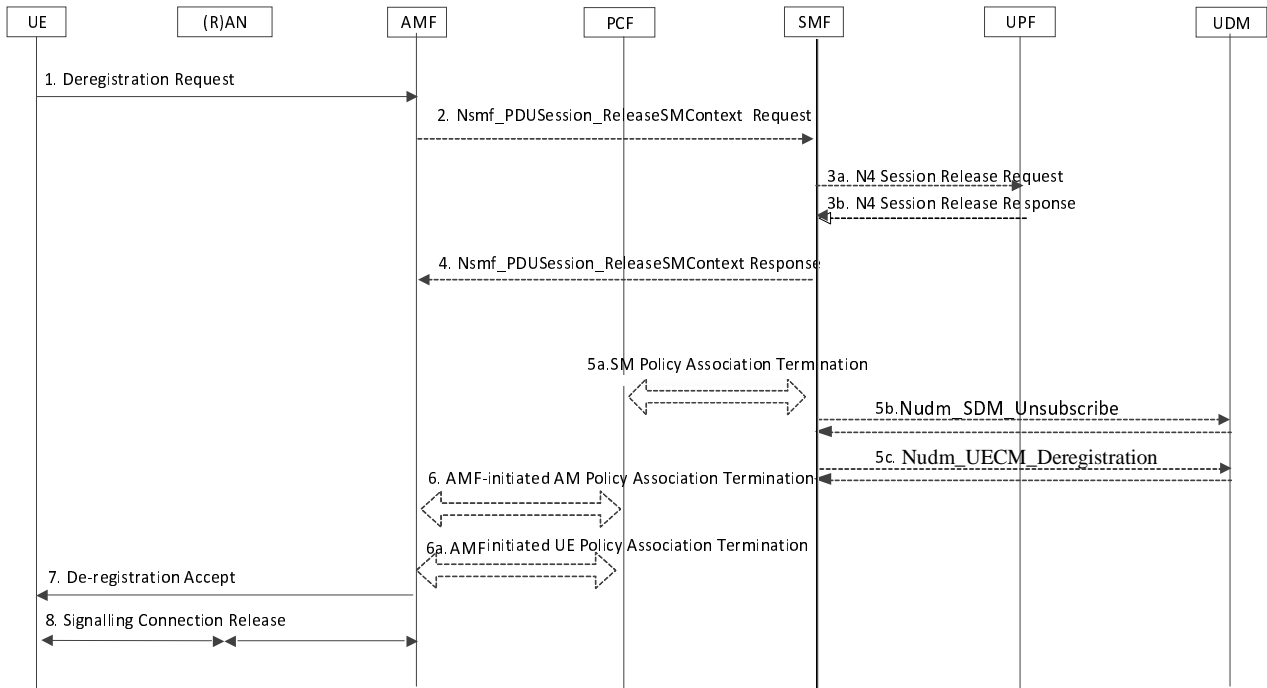 UE (R)AN AMF PCF SMF UPF UDM
1. Deregistration Request
2. Nsmf_PDUSession_ReleaseSMContext Request
3a. N4 Session Release Request
3b. N4 Session Release Response
4. Nsmf_PDUSession_ReleaseSMContext Response
5a.SM Policy Association Termination
5b.Nudm_SDM_Unsubscribe
5c. Nudm_UECM_Deregistration
6. AMF-initiated AM Policy Association Termination
6a.AMFinitiated UE Policy Association Termination
7. De-registration Accept
8. Signalling Connection Release